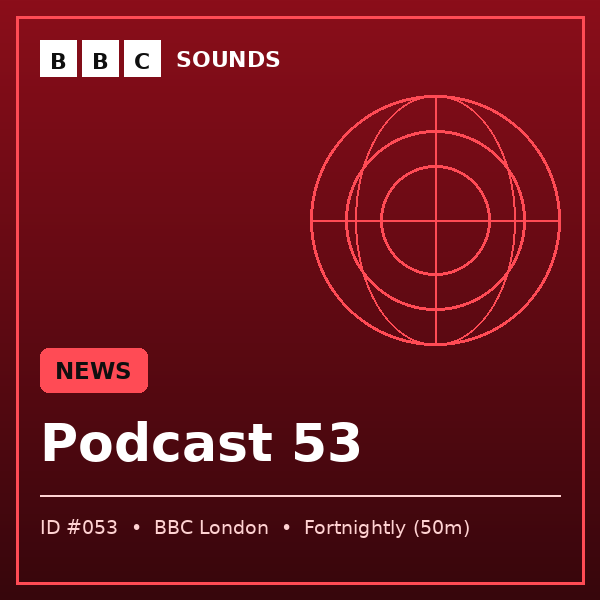 BBC SOUNDS
NEWS
Podcast 53
ID #053 • BBC London • Fortnightly (50m)